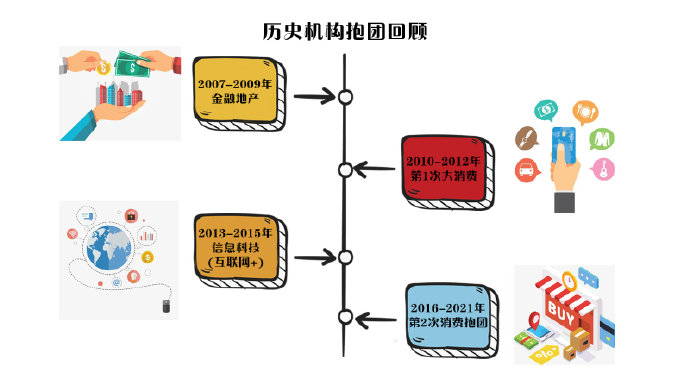 历史机构抱团回顾
2007-2009年
金融地产
2010-2012年
第1次大消费
2013-2015年
信息科技
(互联网+)
2016-2021年
第2次消费抱团
BUY
%